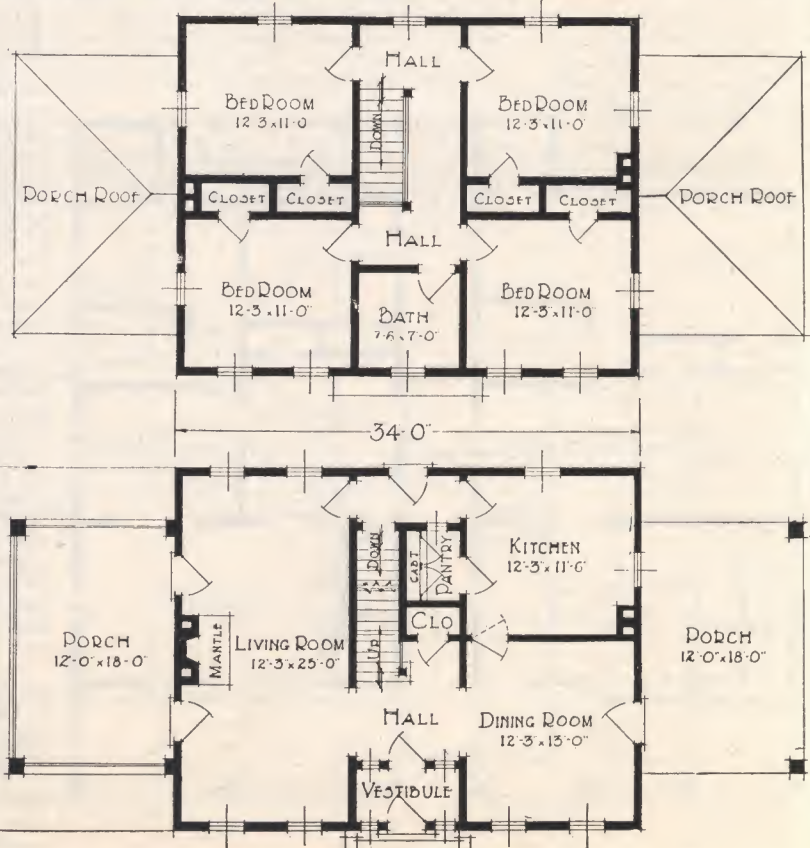 HALL
BED ROOM
12-3 x 11-0
DOWN
BED ROOM
12-3 x 11-0
PORCH ROOF
CLOSET
CLOSET
CLOSET
CLOSET
PORCH ROOF
HALL
BED ROOM
12-3 x 11-0"
BATH
7-6 x 7-0"
BED ROOM
12-3 x 11-0
34-0"
DOWN
CABT
PANTRY
KITCHEN
12-3" x 11-6"
CLO
PORCH
12'-0" x 18'-0"
MANTLE
LIVING ROOM
12'-3" x 25'-0"
UP
PORCH
12'-0" x 18'-0"
HALL
DINING ROOM
12-3" x 13'-0"
VESTIBULE